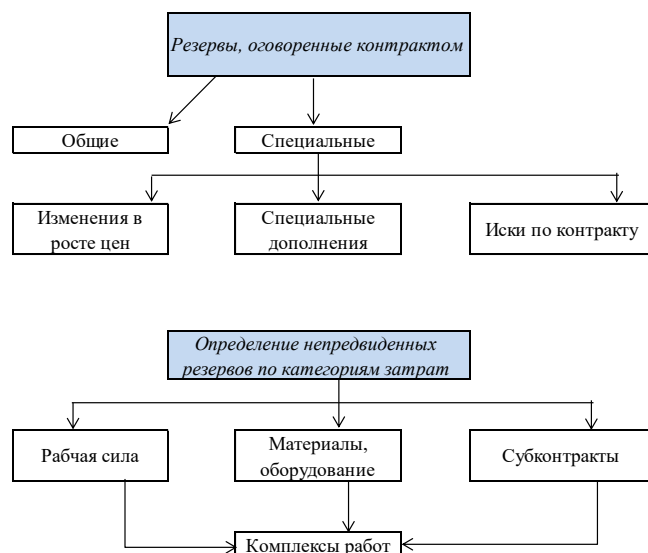 Резервы, оговоренные контрактом
Общие
Специальные
Изменения в
росте цен
Специальные
дополнения
Иски по контракту
Определение непредвиденных
резервов по категориям затрат
Рабчая сила
Материалы,
оборудование
Субконтракты
Комплексы работ